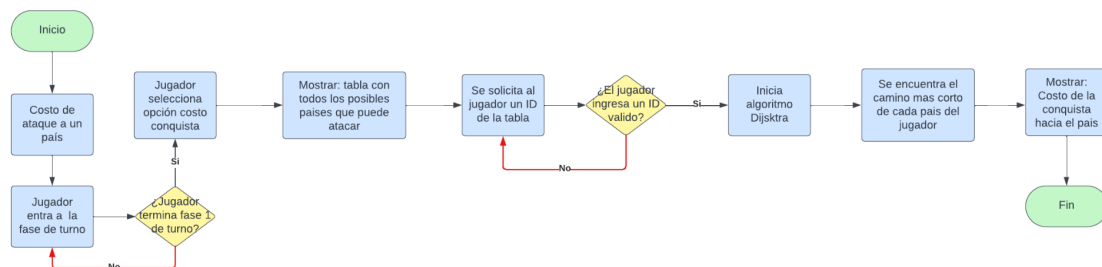 Inicio
Costo de
ataque a un
país
Jugador
entra a la
fase de turno
¿Jugador
termina fase 1
de turno?
No
Si
Jugador
selecciona
opción costo
conquista
Mostrar: tabla con
todos los posibles
paises que puede
atacar
Se solicita al
jugador un ID
de la tabla
¿El jugador
ingresa un ID
valido?
No
Si
Inicia
algoritmo
Dijsktra
Se encuentra el
camino mas corto
de cada pais del
jugador
Mostrar:
Costo de la
conquista
hacia el pais
Fin